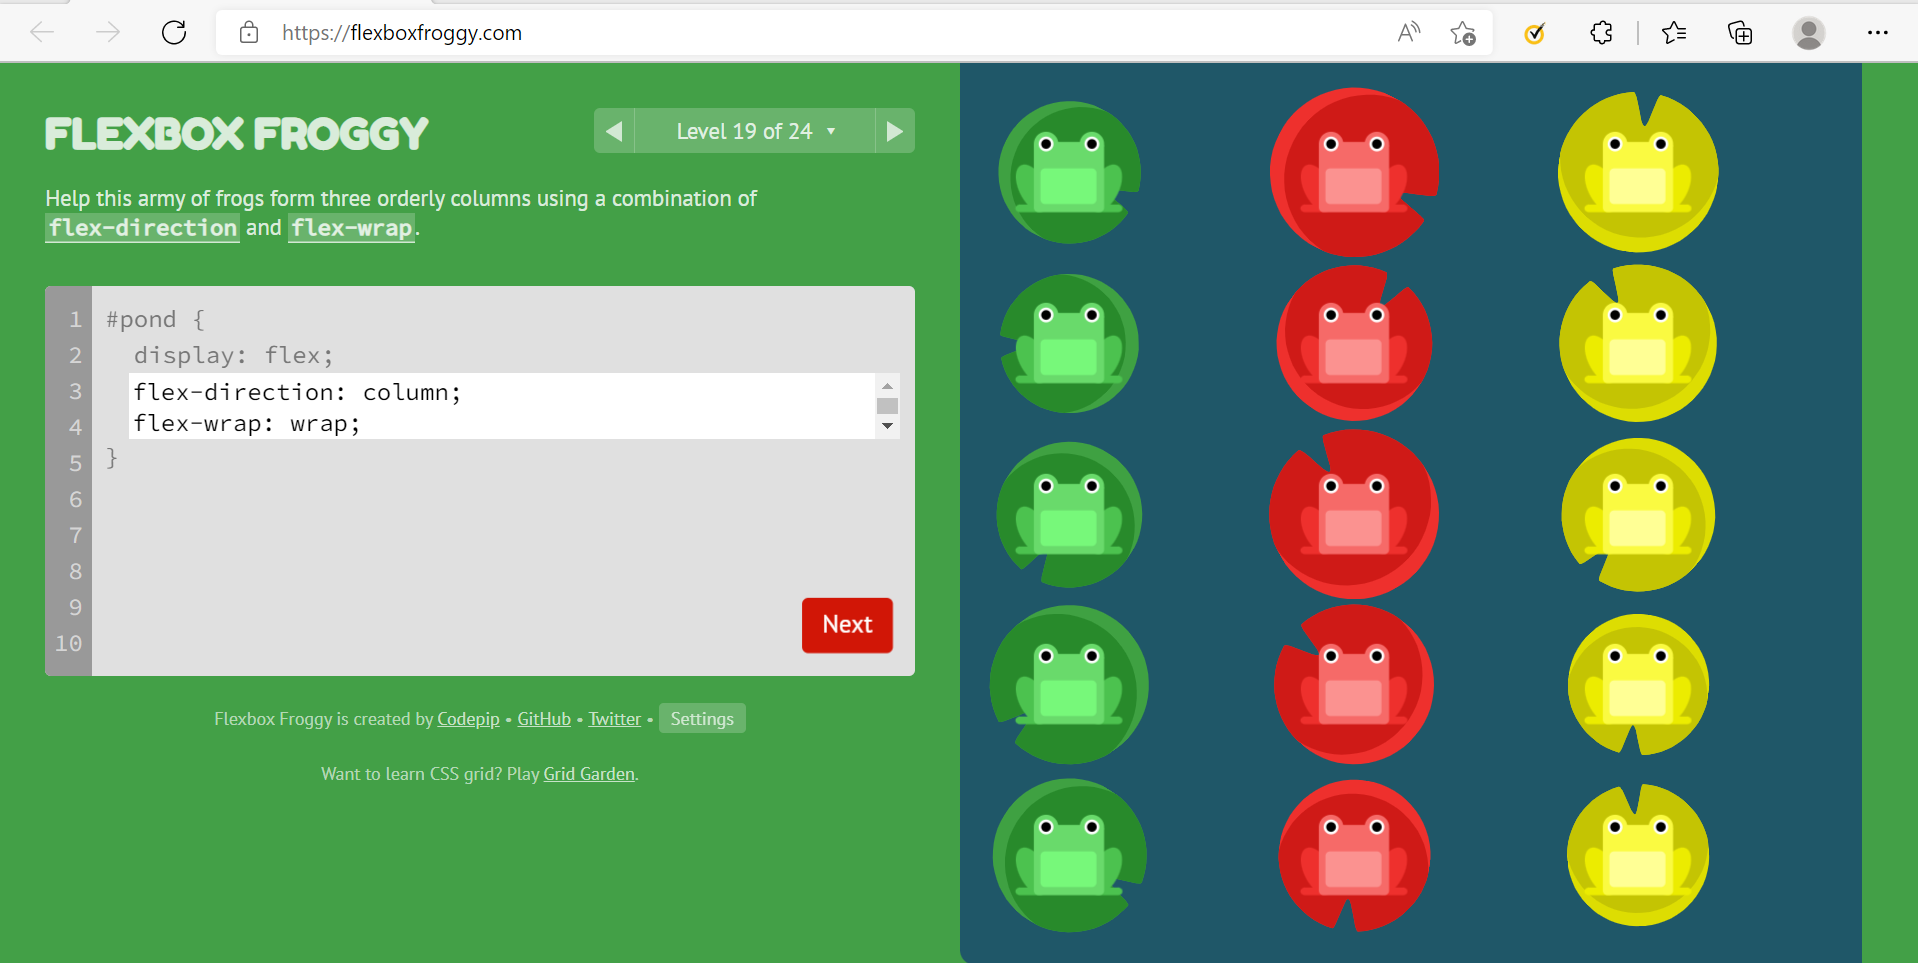 https://flexboxfroggy.com
FLEXBOX FROGGY
Level 19 of 24
Help this army of frogs form three orderly columns using a combination of
flex-direction and flex-wrap.
1 #pond {
2 display: flex;
3 flex-direction: column;
4 flex-wrap: wrap;
5 }
6
7
8
9
10
Next
Flexbox Froggy is created by Codepip • GitHub • Twitter • Settings
Want to learn CSS grid? Play Grid Garden.